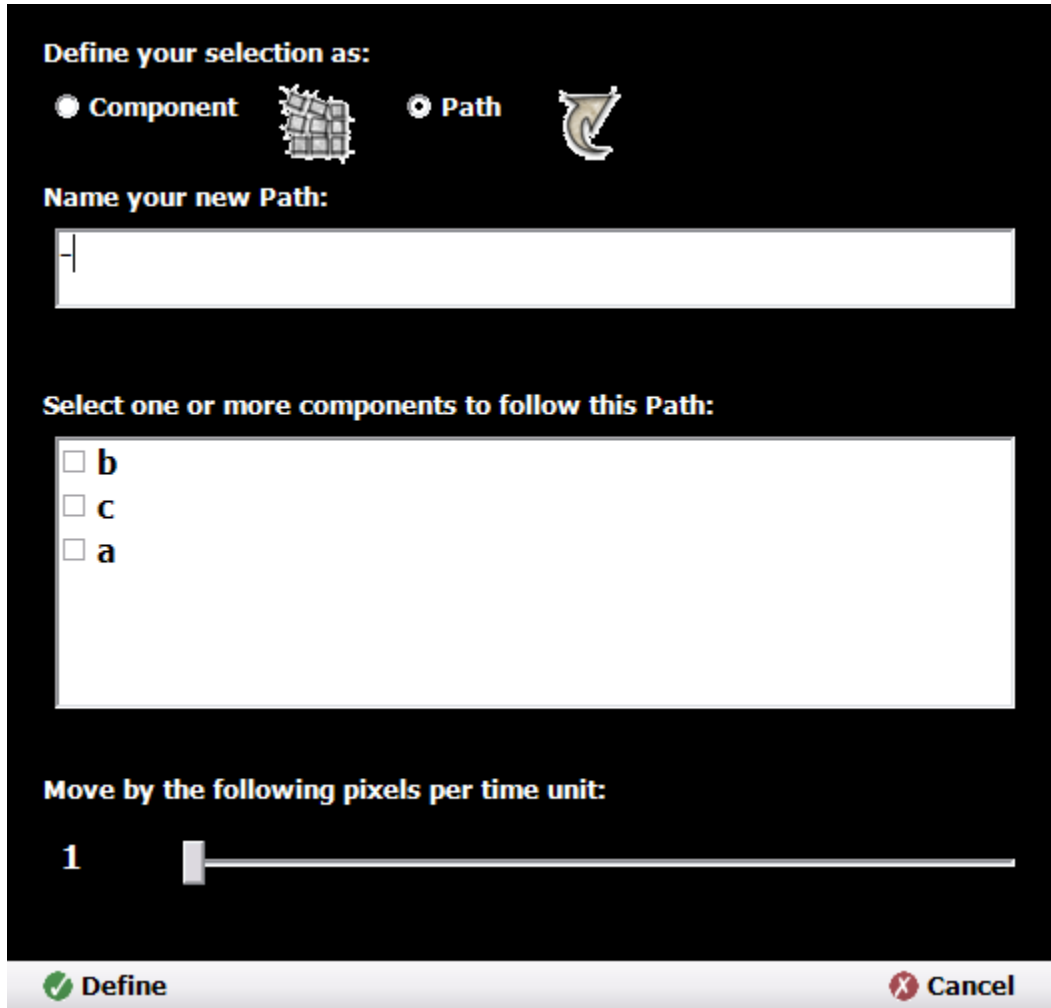 Define your selection as:
Component Path
Name your new Path:
-
Select one or more components to follow this Path:
b
c
a
Move by the following pixels per time unit:
1
Define Cancel